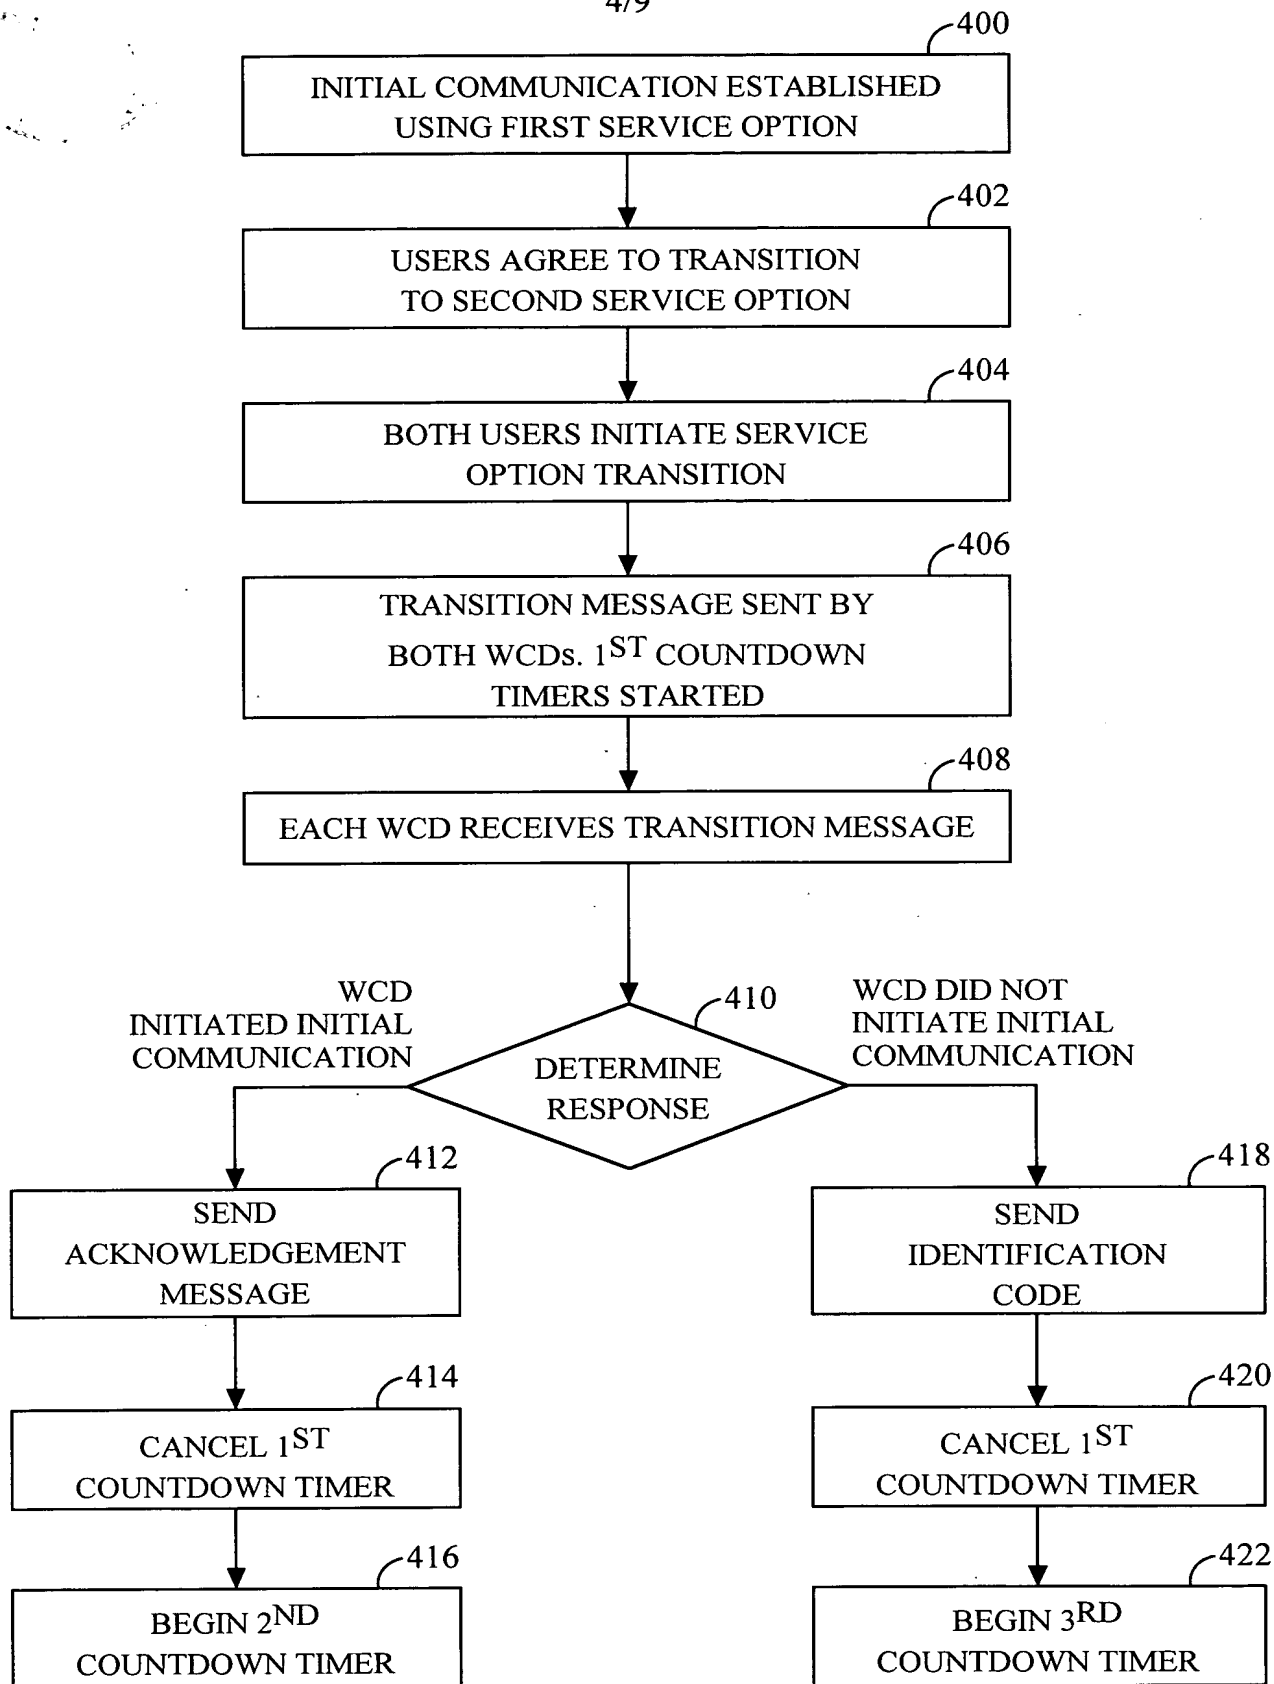 4/9
400
INITIAL COMMUNICATION ESTABLISHED
USING FIRST SERVICE OPTION
402
USERS AGREE TO TRANSITION
TO SECOND SERVICE OPTION
404
BOTH USERS INITIATE SERVICE
OPTION TRANSITION
406
TRANSITION MESSAGE SENT BY
BOTH WCDs. 1ST COUNTDOWN
TIMERS STARTED
408
EACH WCD RECEIVES TRANSITION MESSAGE
410
DETERMINE
RESPONSE
WCD
INITIATED INITIAL
COMMUNICATION
412
SEND
ACKNOWLEDGEMENT
MESSAGE
414
CANCEL 1ST
COUNTDOWN TIMER
416
BEGIN 2ND
COUNTDOWN TIMER
WCD DID NOT
INITIATE INITIAL
COMMUNICATION
418
SEND
IDENTIFICATION
CODE
420
CANCEL 1ST
COUNTDOWN TIMER
422
BEGIN 3RD
COUNTDOWN TIMER